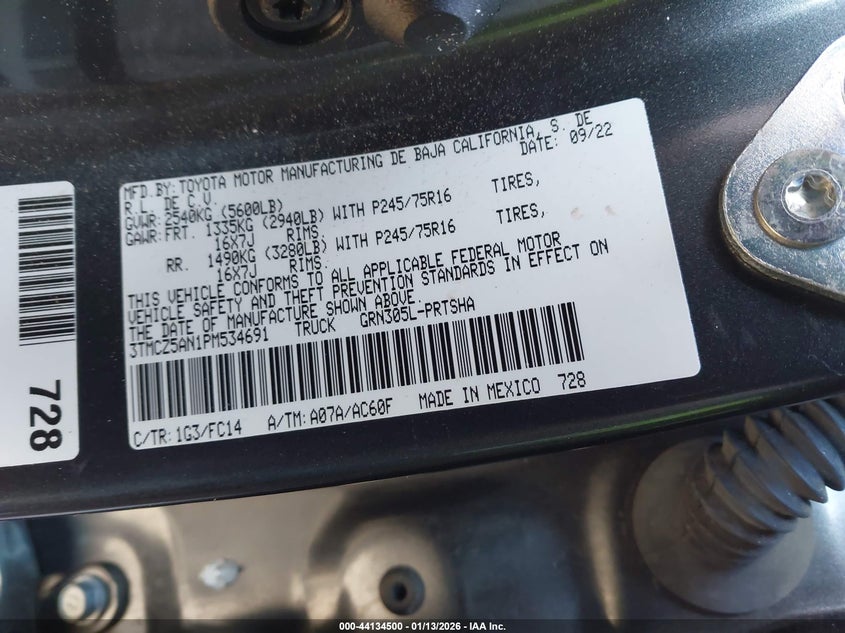 MFD.BY:TOYOTA MOTOR MANUFACTURING DE BAJA CALIFORNIA, S. DE
R.L. DE C.V. DATE: 09/22
GVWR:2540KG (5600LB)
GAWR:FRT. 1335KG (2940LB) WITH P245/75R16 TIRES,
16X7J RIMS.
RR. 1490KG (3280LB) WITH P245/75R16 TIRES,
16X7J RIMS.
THIS VEHICLE CONFORMS TO ALL APPLICABLE FEDERAL MOTOR
VEHICLE SAFETY AND THEFT PREVENTION STANDARDS IN EFFECT ON
THE DATE OF MANUFACTURE SHOWN ABOVE.
3TMCZ5AN1PM534691 TRUCK GRN305L-PRTSHA
C/TR:1G3/FC14 A/TM:A07A/AC60F MADE IN MEXICO 728
728
000-44134500 — 01/13/2026 — IAA Inc.